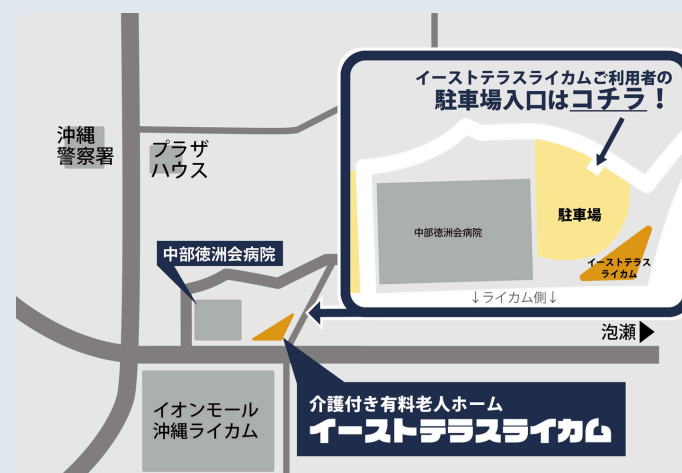 イーストテラスライカムご利用者の
駐車場入口はコチラ！
沖縄
警察署
プラザ
ハウス
中部徳洲会病院
中部徳洲会病院
駐車場
イーストテラス
ライカム
↓ライカム側↓
泡瀬▶
イオンモール
沖縄ライカム
介護付き有料老人ホーム
イーストテラスライカム